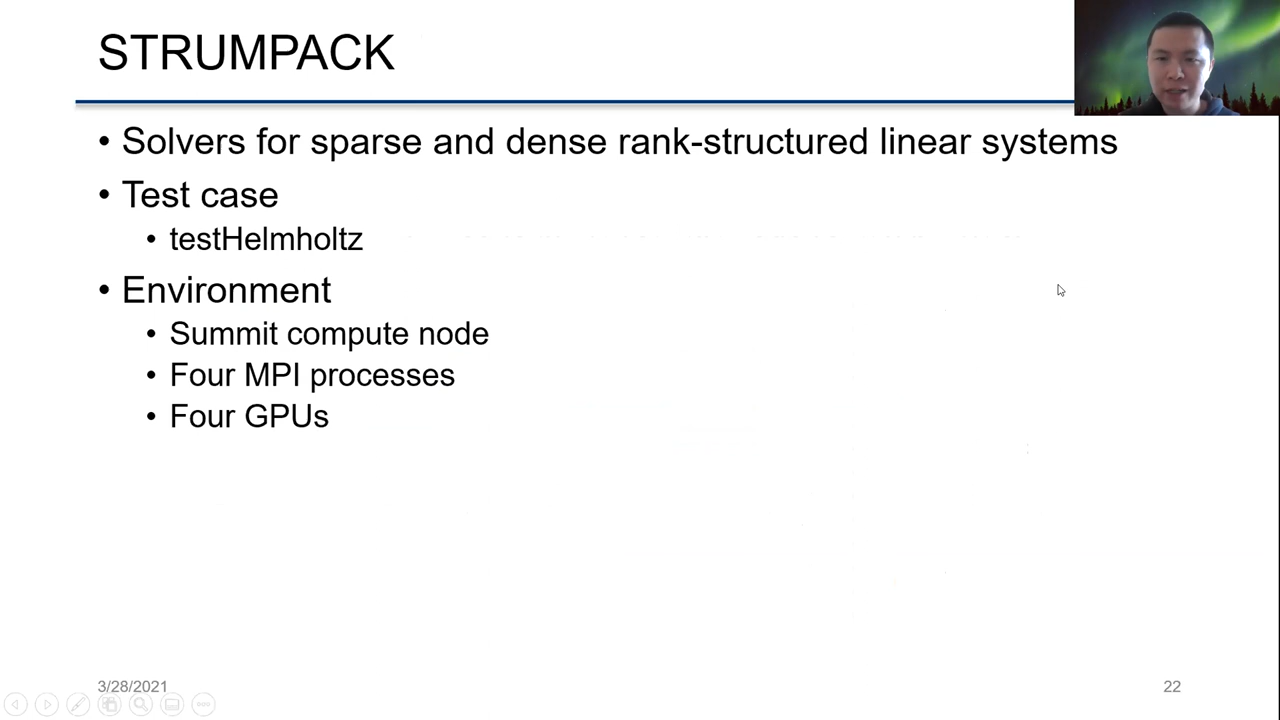 STRUMPACK
• Solvers for sparse and dense rank-structured linear systems
• Test case
• testHelmholtz
• Environment
• Summit compute node
• Four MPI processes
• Four GPUs
3/28/2021
22